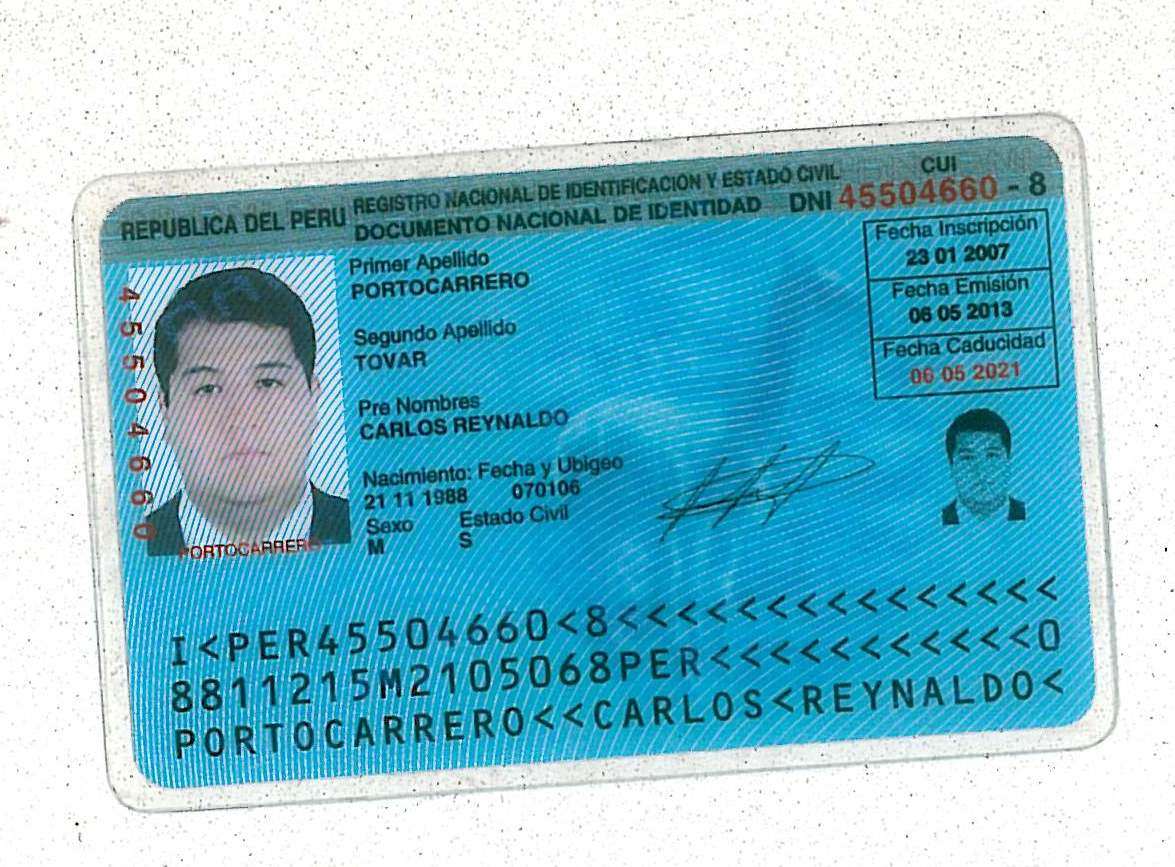 REPUBLICA DEL PERU
REGISTRO NACIONAL DE IDENTIFICACION Y ESTADO CIVIL
DOCUMENTO NACIONAL DE IDENTIDAD
CUI
DNI 45504660 - 8
Primer Apellido
PORTOCARRERO
Segundo Apellido
TOVAR
Pre Nombres
CARLOS REYNALDO
Nacimiento: Fecha y Ubigeo
21 11 1988 070106
Sexo Estado Civil
M S
Fecha Inscripción
23 01 2007
Fecha Emisión
06 05 2013
Fecha Caducidad
06 05 2021
45504660
PORTOCARRERO
I<PER45504660<8<<<<<<<<<<<<<<<
8811215M2105068PER<<<<<<<<<<<0
PORTOCARRERO<<CARLOS<REYNALDO<